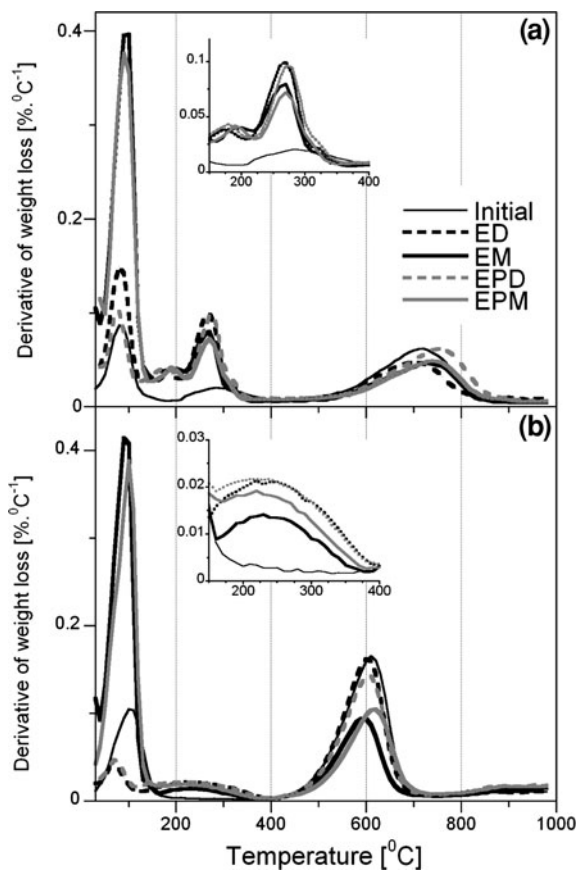 (a)
0.4
0.2
0
Derivative of weight loss [%.⁰C⁻¹]
0.1
0.05
0
200 300 400
Initial
ED
EM
EPD
EPM
(b)
0.4
0.2
0
Derivative of weight loss [%.⁰C⁻¹]
0.03
0.02
0.01
0
200 250 300 350 400
200 400 600 800 1000
Temperature [⁰C]